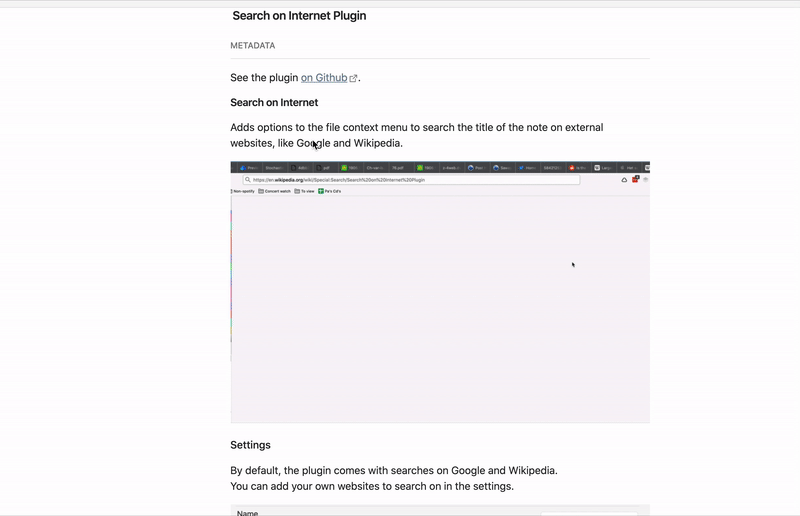 Search on Internet Plugin
METADATA
See the plugin on Github.
Search on Internet
Adds options to the file context menu to search the title of the note on external
websites, like Google and Wikipedia.
https://en.wikipedia.org/wiki/Special:Search/Search%20on%20Internet%20Plugin
Non-spotify Concert watch To view Pa's Cd's
Settings
By default, the plugin comes with searches on Google and Wikipedia.
You can add your own websites to search on in the settings.
Name